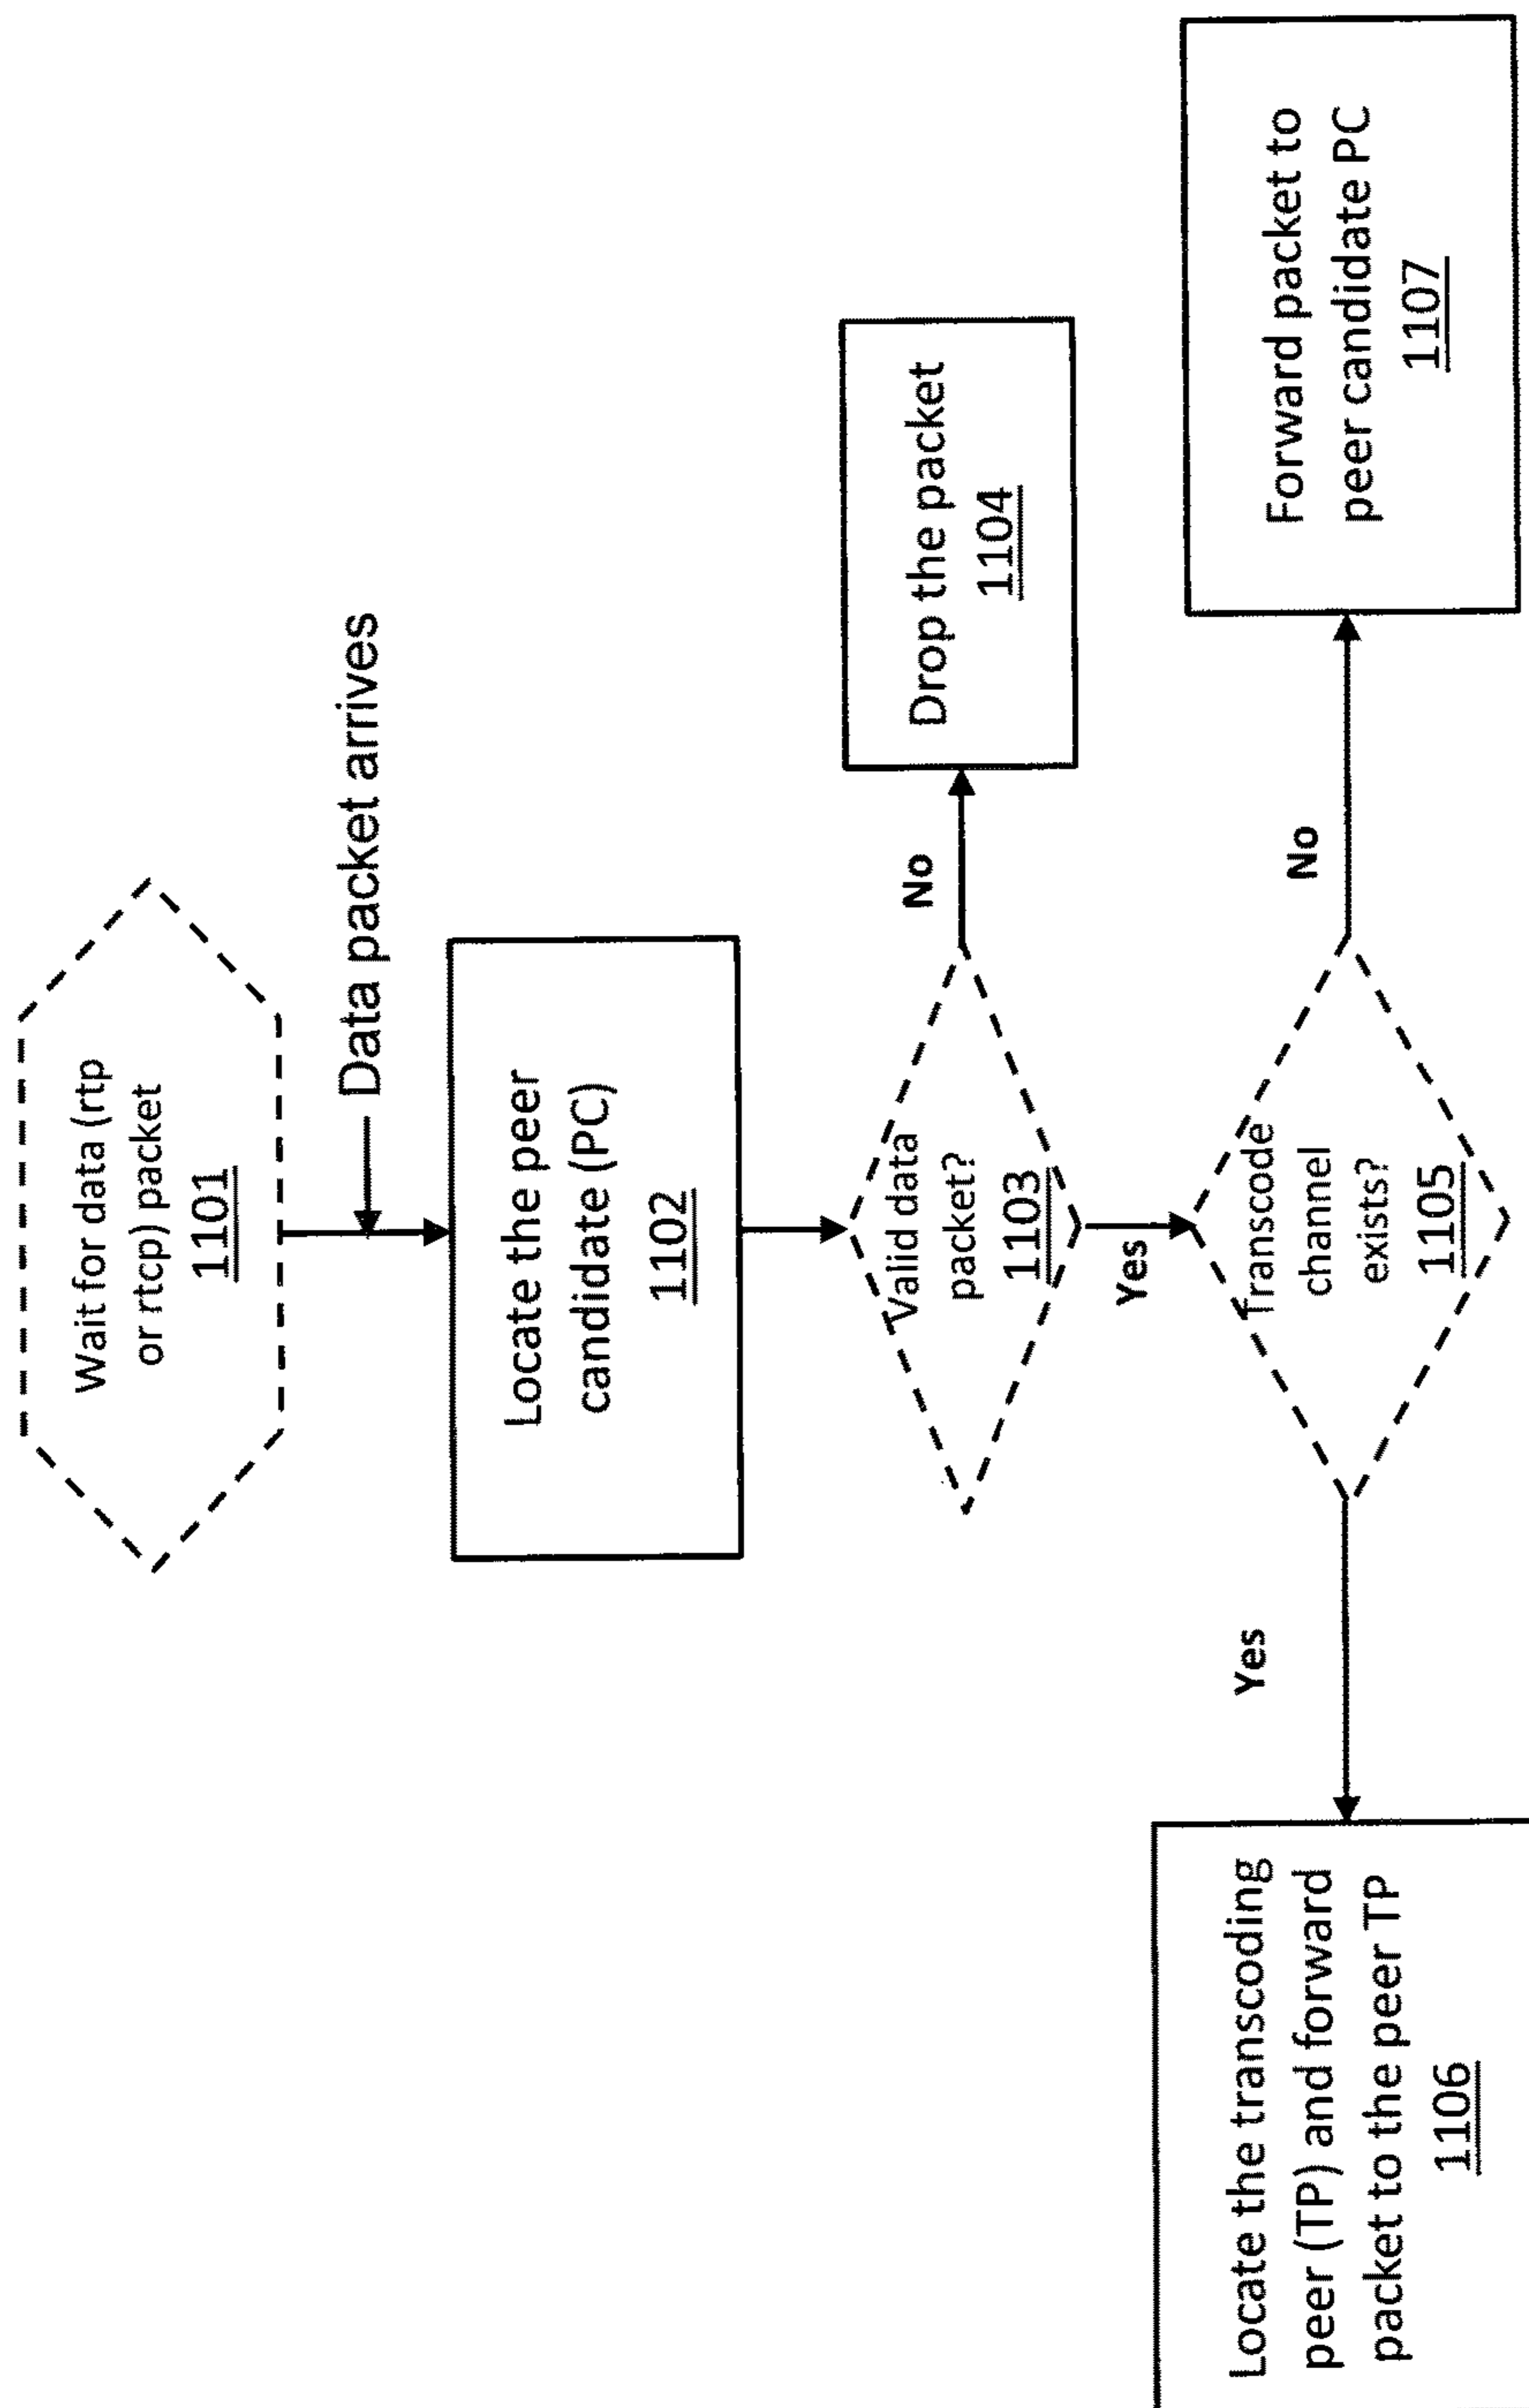 Wait for data (rtp
or rtcp) packet
1101
Data packet arrives
Locate the peer
candidate (PC)
1102
Valid data
packet?
1103
No
Drop the packet
1104
Yes
Transcode
channel
exists?
1105
Yes
No
Locate the transcoding
peer (TP) and forward
packet to the peer TP
1106
Forward packet to
peer candidate PC
1107